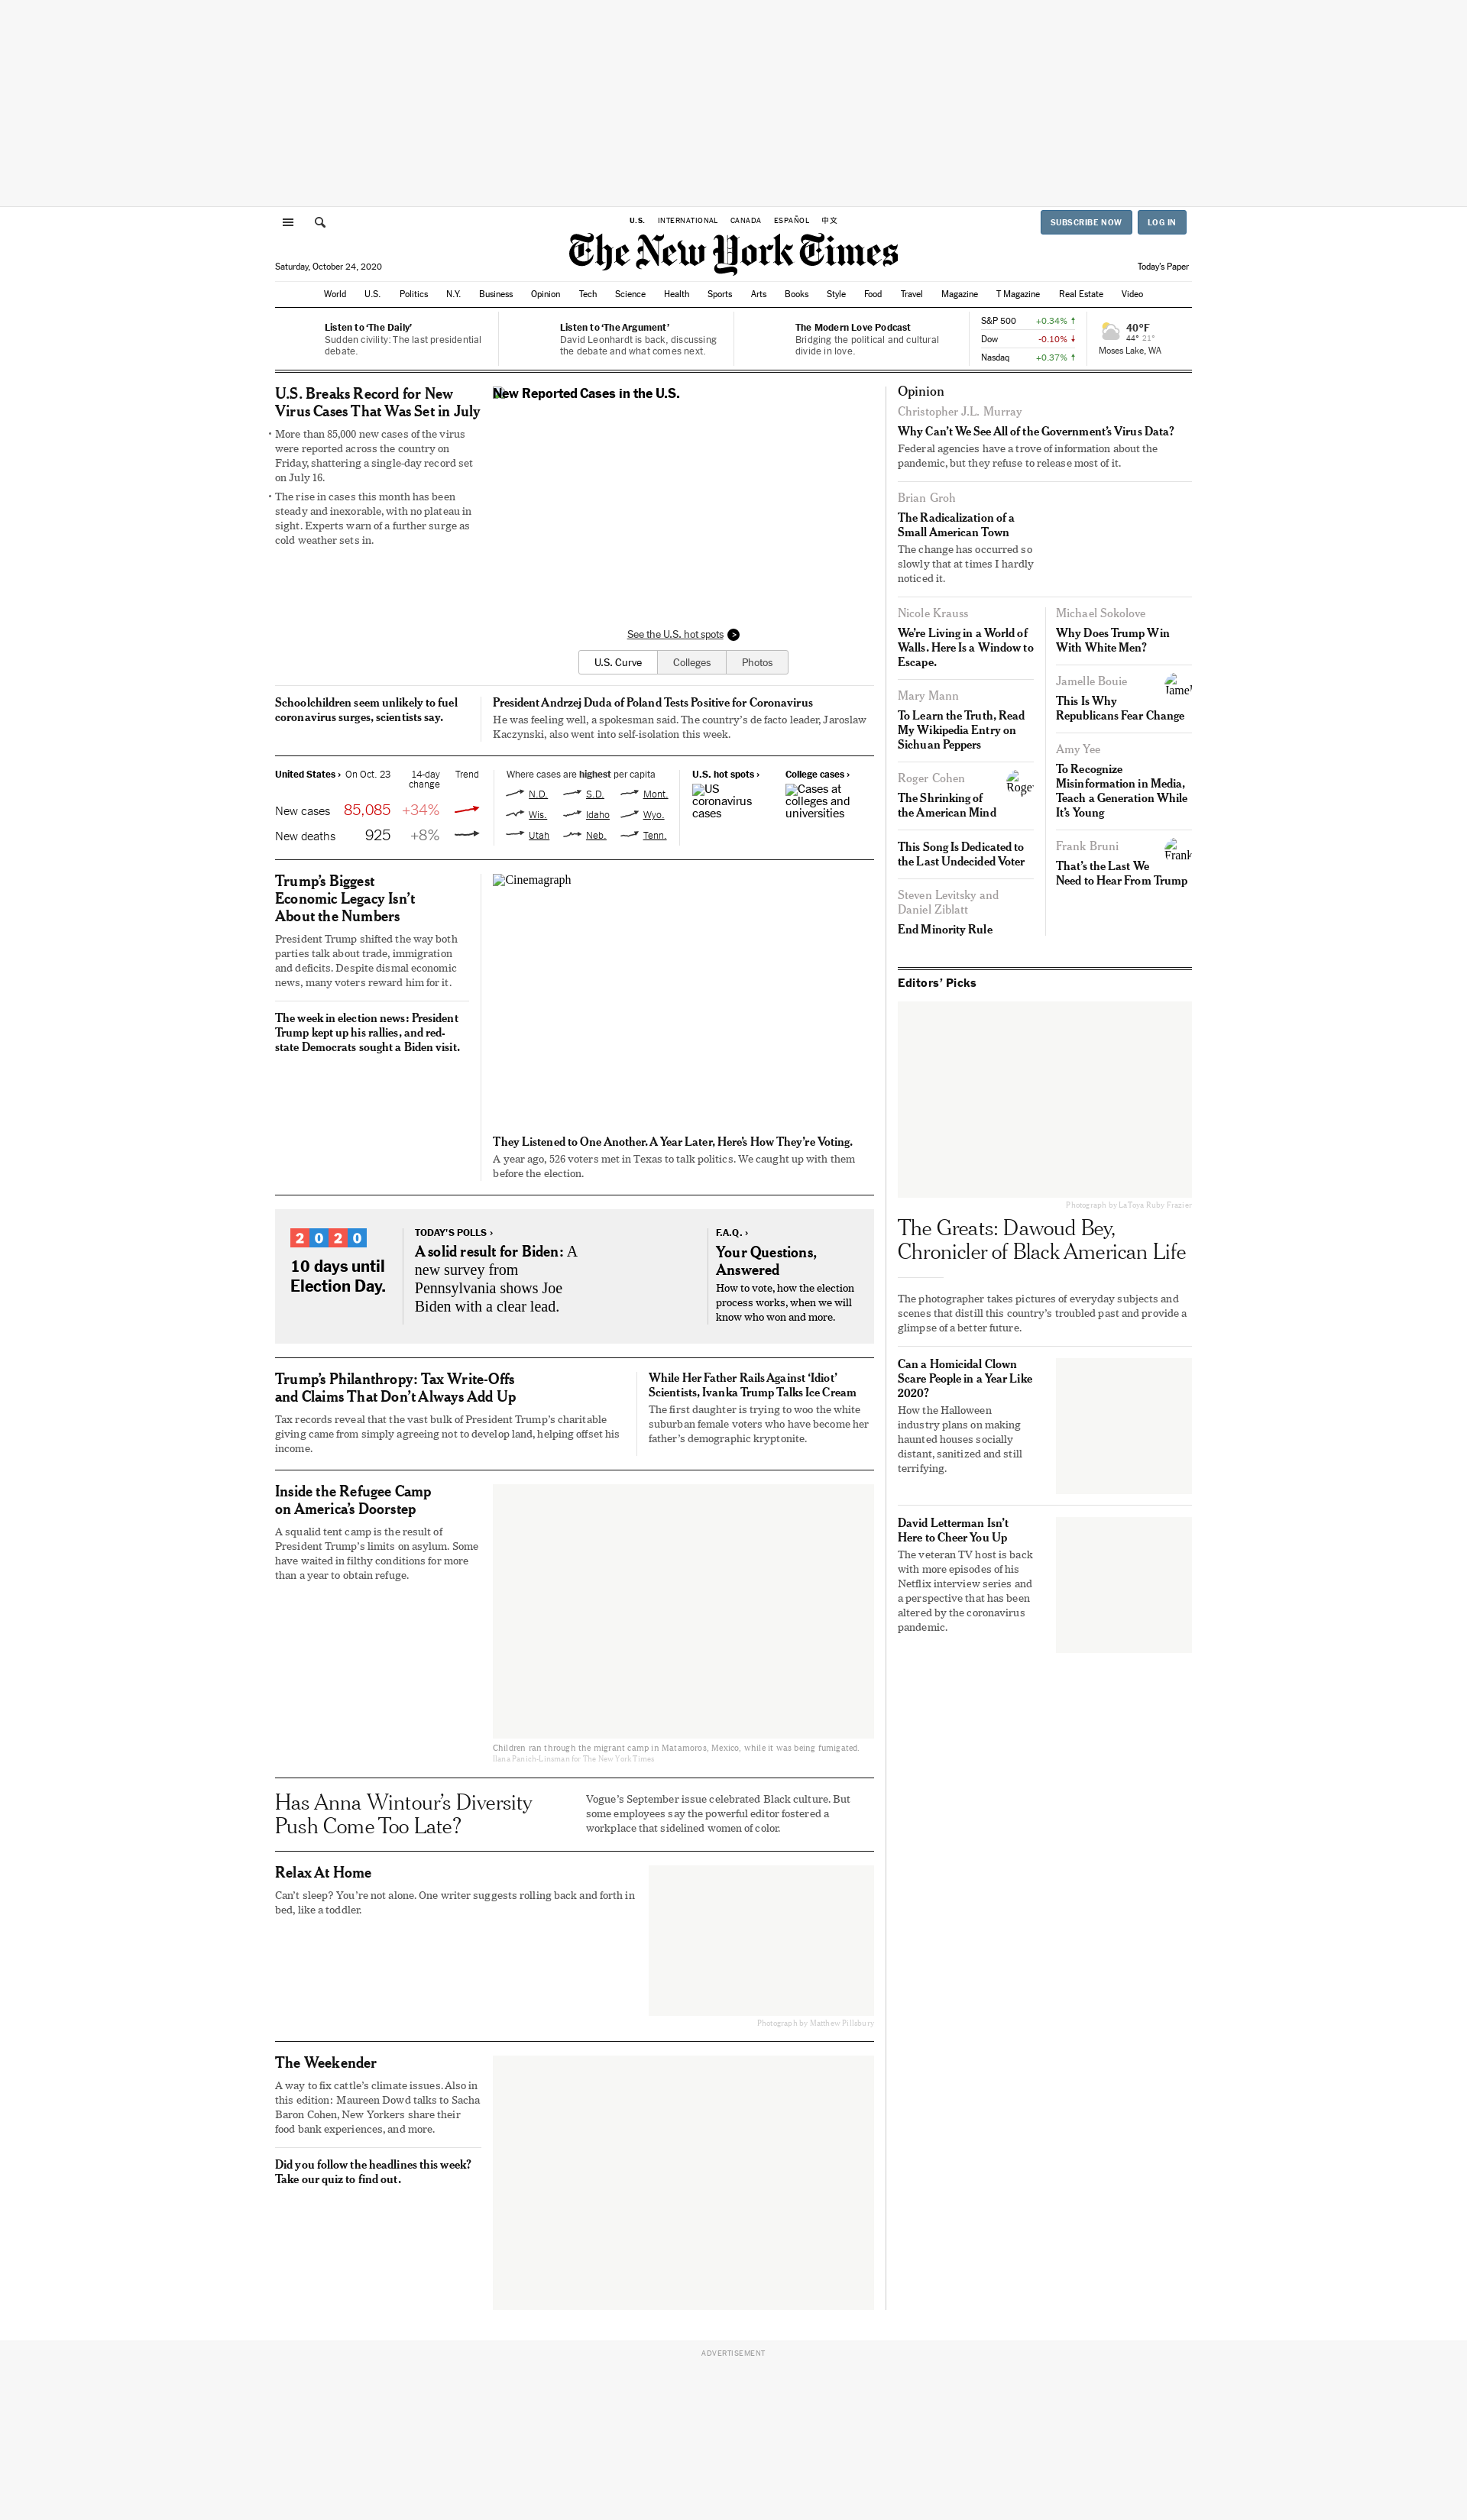 U.S.
INTERNATIONAL
CANADA
ESPAÑOL
中文
SUBSCRIBE NOW
LOG IN
The New York Times
Saturday, October 24, 2020
Today's Paper
World
U.S.
Politics
N.Y.
Business
Opinion
Tech
Science
Health
Sports
Arts
Books
Style
Food
Travel
Magazine
T Magazine
Real Estate
Video
Listen to ‘The Daily’
Sudden civility: The last presidential
debate.
Listen to ‘The Argument’
David Leonhardt is back, discussing
the debate and what comes next.
The Modern Love Podcast
Bridging the political and cultural
divide in love.
S&P 500 +0.34%
Dow -0.10%
Nasdaq +0.37%
40°F
44° 21°
Moses Lake, WA
U.S. Breaks Record for New
Virus Cases That Was Set in July
• More than 85,000 new cases of the virus
were reported across the country on
Friday, shattering a single-day record set
on July 16.
• The rise in cases this month has been
steady and inexorable, with no plateau in
sight. Experts warn of a further surge as
cold weather sets in.
New Reported Cases in the U.S.
See the U.S. hot spots >
U.S. Curve
Colleges
Photos
Schoolchildren seem unlikely to fuel
coronavirus surges, scientists say.
President Andrzej Duda of Poland Tests Positive for Coronavirus
He was feeling well, a spokesman said. The country’s de facto leader, Jaroslaw
Kaczynski, also went into self-isolation this week.
United States › On Oct. 23 14-day
change Trend
New cases 85,085 +34%
New deaths 925 +8%
Where cases are highest per capita
N.D. S.D. Mont.
Wis. Idaho Wyo.
Utah Neb. Tenn.
U.S. hot spots ›
US
coronavirus
cases
College cases ›
Cases at
colleges and
universities
Trump’s Biggest
Economic Legacy Isn’t
About the Numbers
President Trump shifted the way both
parties talk about trade, immigration
and deficits. Despite dismal economic
news, many voters reward him for it.
The week in election news: President
Trump kept up his rallies, and red-
state Democrats sought a Biden visit.
Cinemagraph
They Listened to One Another. A Year Later, Here’s How They’re Voting.
A year ago, 526 voters met in Texas to talk politics. We caught up with them
before the election.
2020
10 days until
Election Day.
TODAY’S POLLS ›
A solid result for Biden: A
new survey from
Pennsylvania shows Joe
Biden with a clear lead.
F.A.Q. ›
Your Questions,
Answered
How to vote, how the election
process works, when we will
know who won and more.
Trump’s Philanthropy: Tax Write-Offs
and Claims That Don’t Always Add Up
Tax records reveal that the vast bulk of President Trump’s charitable
giving came from simply agreeing not to develop land, helping offset his
income.
While Her Father Rails Against ‘Idiot’
Scientists, Ivanka Trump Talks Ice Cream
The first daughter is trying to woo the white
suburban female voters who have become her
father’s demographic kryptonite.
Inside the Refugee Camp
on America’s Doorstep
A squalid tent camp is the result of
President Trump’s limits on asylum. Some
have waited in filthy conditions for more
than a year to obtain refuge.
Children ran through the migrant camp in Matamoros, Mexico, while it was being fumigated.
Ilana Panich-Linsman for The New York Times
Has Anna Wintour’s Diversity
Push Come Too Late?
Vogue’s September issue celebrated Black culture. But
some employees say the powerful editor fostered a
workplace that sidelined women of color.
Relax At Home
Can’t sleep? You’re not alone. One writer suggests rolling back and forth in
bed, like a toddler.
Photograph by Matthew Pillsbury
The Weekender
A way to fix cattle’s climate issues. Also in
this edition: Maureen Dowd talks to Sacha
Baron Cohen, New Yorkers share their
food bank experiences, and more.
Did you follow the headlines this week?
Take our quiz to find out.
Opinion
Christopher J.L. Murray
Why Can’t We See All of the Government’s Virus Data?
Federal agencies have a trove of information about the
pandemic, but they refuse to release most of it.
Brian Groh
The Radicalization of a
Small American Town
The change has occurred so
slowly that at times I hardly
noticed it.
Nicole Krauss
We’re Living in a World of
Walls. Here Is a Window to
Escape.
Mary Mann
To Learn the Truth, Read
My Wikipedia Entry on
Sichuan Peppers
Roger Cohen
Roger
The Shrinking of
the American Mind
This Song Is Dedicated to
the Last Undecided Voter
Steven Levitsky and
Daniel Ziblatt
End Minority Rule
Michael Sokolove
Why Does Trump Win
With White Men?
Jamelle Bouie
Jamel
This Is Why
Republicans Fear Change
Amy Yee
To Recognize
Misinformation in Media,
Teach a Generation While
It’s Young
Frank Bruni
Frank
That’s the Last We
Need to Hear From Trump
Editors’ Picks
Photograph by LaToya Ruby Frazier
The Greats: Dawoud Bey,
Chronicler of Black American Life
The photographer takes pictures of everyday subjects and
scenes that distill this country’s troubled past and provide a
glimpse of a better future.
Can a Homicidal Clown
Scare People in a Year Like
2020?
How the Halloween
industry plans on making
haunted houses socially
distant, sanitized and still
terrifying.
David Letterman Isn’t
Here to Cheer You Up
The veteran TV host is back
with more episodes of his
Netflix interview series and
a perspective that has been
altered by the coronavirus
pandemic.
ADVERTISEMENT